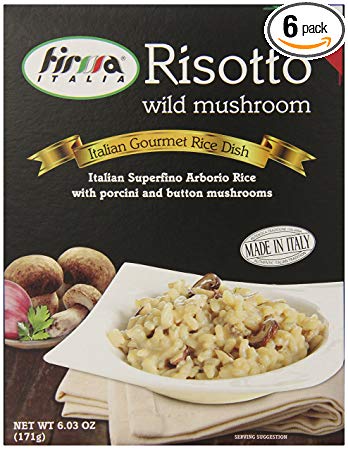 6
pack
firma
ITALIA
Risotto
wild mushroom
Italian Gourmet Rice Dish
Italian Superfino Arborio Rice
with porcini and button mushrooms
MADE IN ITALY
NET WT 6.03 OZ
(171g)
SERVING SUGGESTION